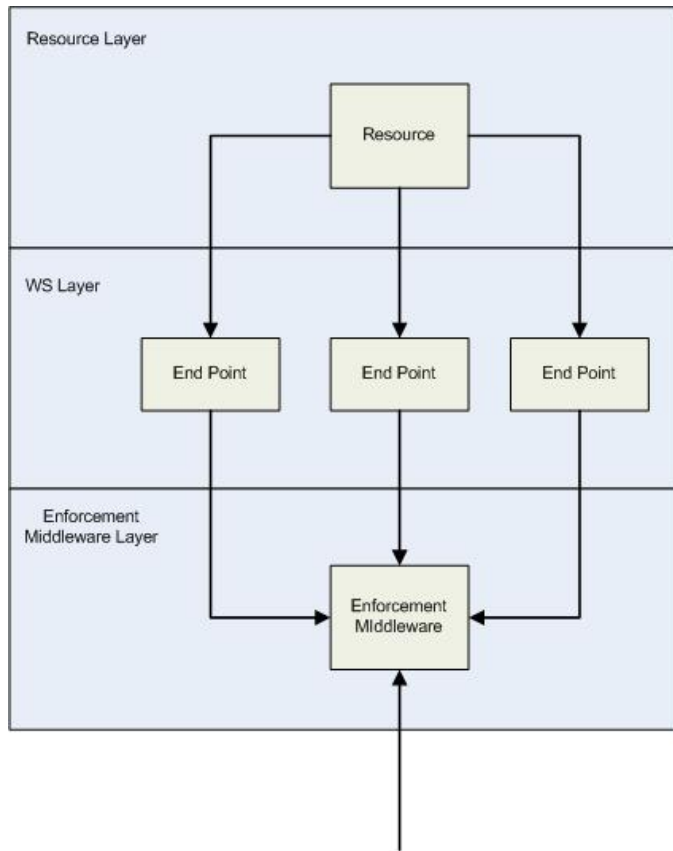 Resource Layer
Resource
WS Layer
End Point
End Point
End Point
Enforcement
Middleware Layer
Enforcement
MIddleware